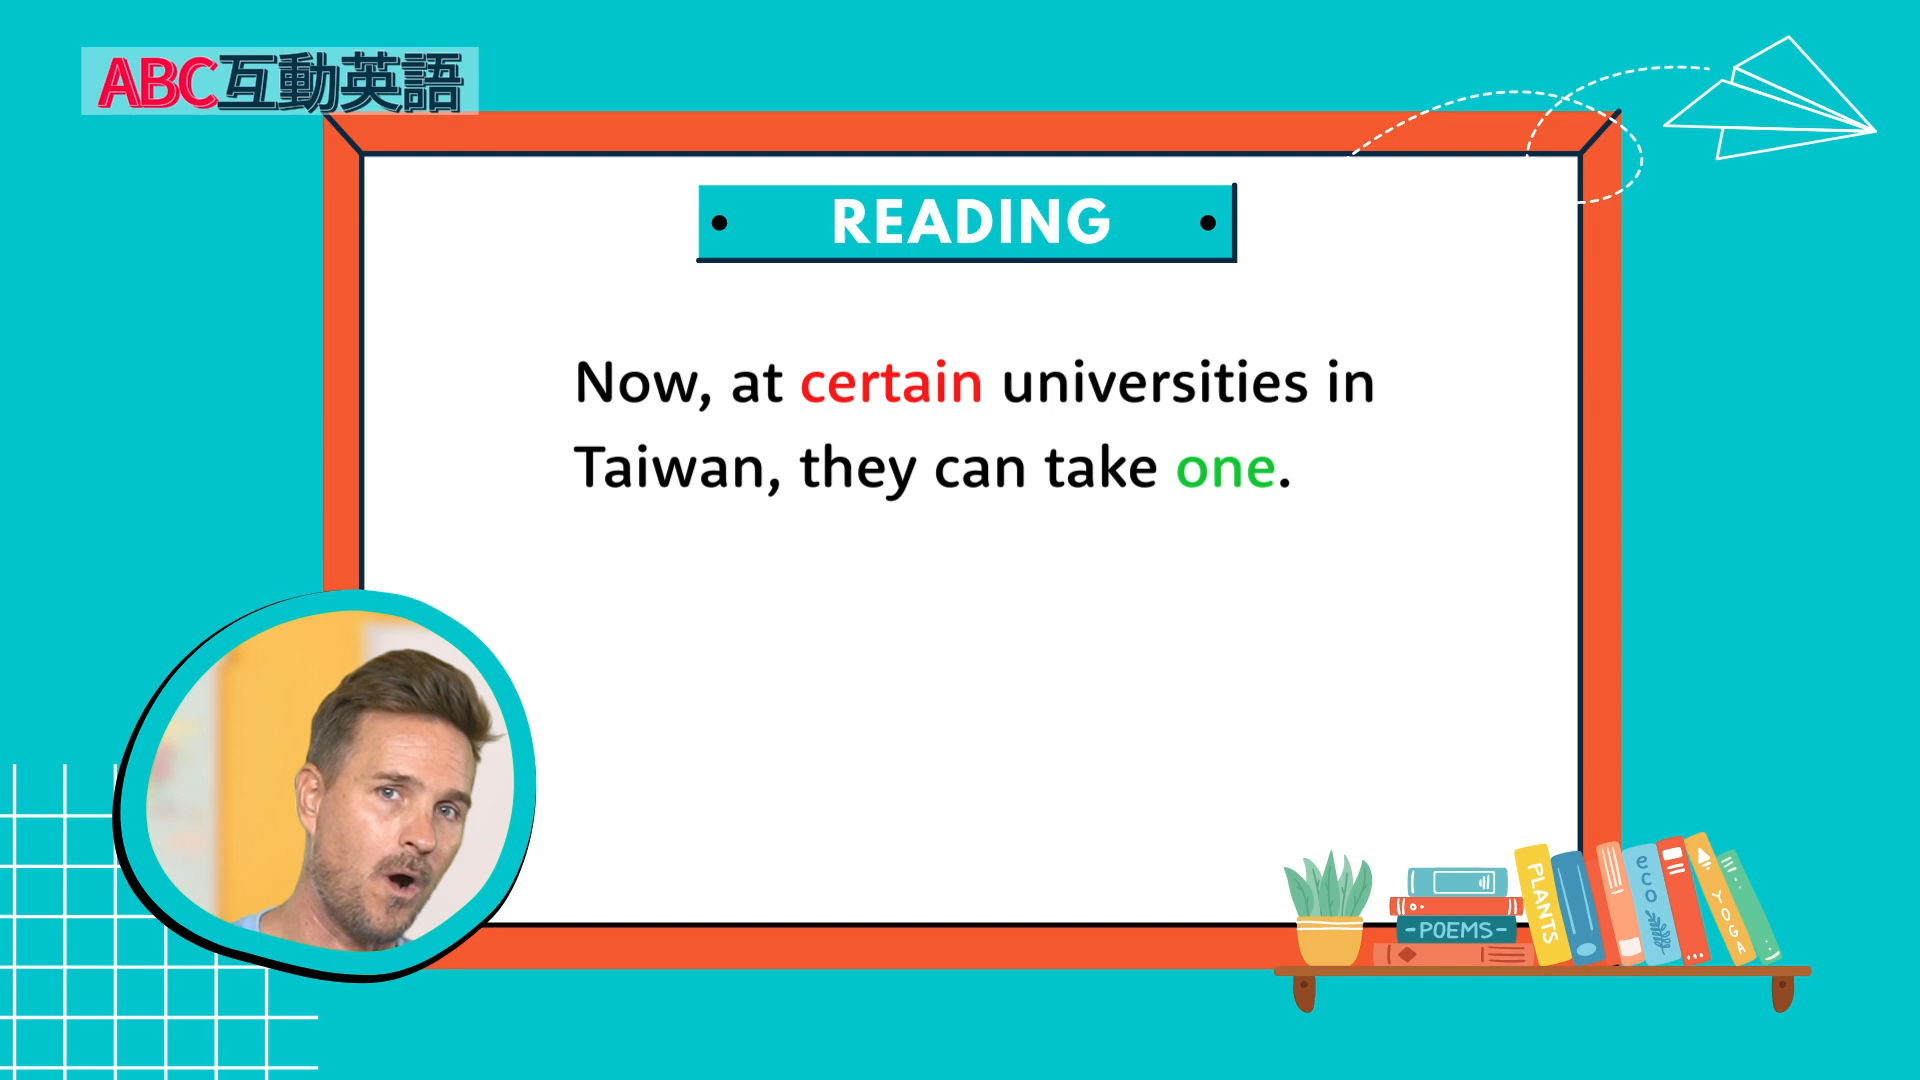 ABC互動英語
READING
Now, at certain universities in
Taiwan, they can take one.
POEMS
PLANTS
eco
YOGA